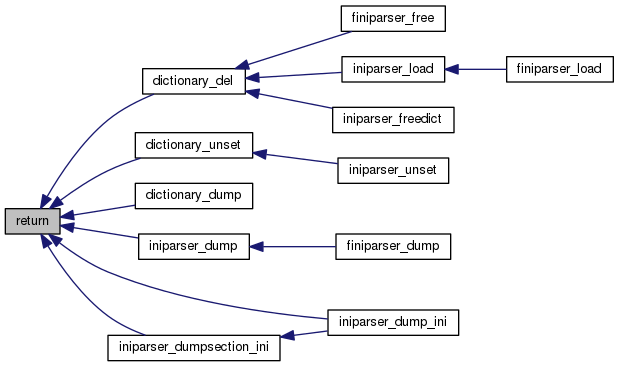 finiparser_free
dictionary_del
iniparser_load
finiparser_load
iniparser_freedict
dictionary_unset
iniparser_unset
dictionary_dump
return
iniparser_dump
finiparser_dump
iniparser_dump_ini
iniparser_dumpsection_ini